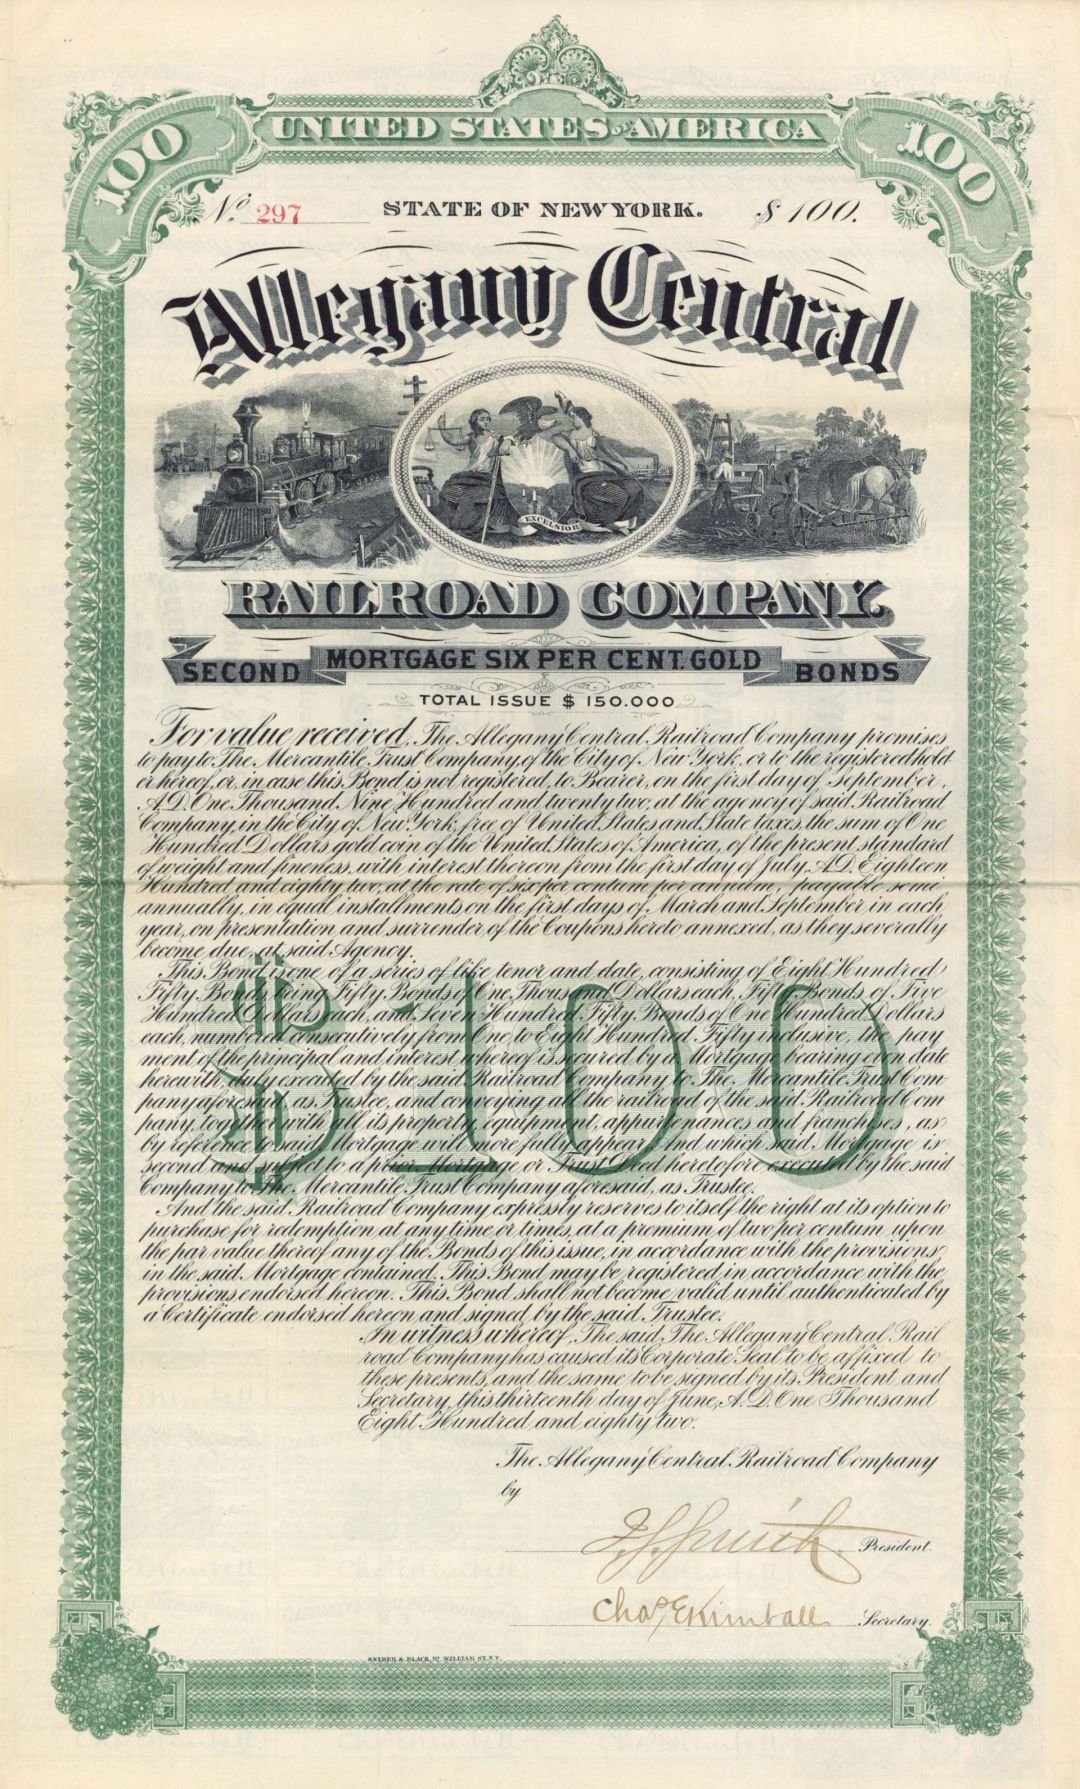 UNITED STATES OF AMERICA
100
100
No. 297
STATE OF NEW YORK.
$ 100.
Allegany Central
EXCELSIOR
RAILROAD COMPANY.
SECOND MORTGAGE SIX PER CENT. GOLD BONDS
TOTAL ISSUE $ 150.000
For value received, The Allegany Central Railroad Company promises
to pay to The Mercantile Trust Company, of the City of New York, or to the registered hold
er hereof, or, in case this Bond is not registered, to Bearer, on the first day of September,
A.D. One Thousand Nine Hundred and twenty two, at the agency of said Railroad
Company, in the City of New York, free of United States and State taxes, the sum of One
Hundred Dollars gold coin of the United States of America, of the present standard
of weight and fineness, with interest thereon from the first day of July, A.D. Eighteen
Hundred and eighty two, at the rate of six per centum per annum, payable semi
annually, in equal installments on the first days of March and September in each
year, on presentation and surrender of the Coupons hereto annexed, as they severally
become due, at said Agency.
This Bond is one of a series of like tenor and date, consisting of Eight Hundred
Fifty Bonds, being Fifty Bonds of One Thousand Dollars each, Fifty Bonds of Five
Hundred Dollars each, and Seven Hundred Fifty Bonds of One Hundred Dollars
each, numbered consecutively from One to Eight Hundred Fifty inclusive, the pay
ment of the principal and interest whereof is secured by a Mortgage bearing even date
herewith, duly executed by the said Railroad Company to The Mercantile Trust Com-
pany aforesaid, as Trustee, and conveying all the railroad of the said Railroad Com
pany, together with all its property, equipment, appurtenances and franchises, as
by reference to said Mortgage will more fully appear. And which said Mortgage is
second and subject to a prior Mortgage or Trust Deed heretofore executed by the said
Company to The Mercantile Trust Company aforesaid, as Trustee.
$100
And the said Railroad Company expressly reserves to itself the right at its option to
purchase for redemption at any time or times, at a premium of two per centum upon
the par value thereof any of the Bonds of this issue, in accordance with the provisions
in the said Mortgage contained. This Bond may be registered in accordance with the
provisions endorsed hereon. This Bond shall not become valid until authenticated by
a Certificate endorsed hereon and signed by the said Trustee.
In witness whereof, The said, The Allegany Central Rail
road Company has caused its Corporate Seal to be affixed to
these presents, and the same to be signed by its President and
Secretary, this thirteenth day of June, A.D. One Thousand
Eight Hundred and eighty two.
The Allegany Central Railroad Company
by
President.
Chas E Kimball Secretary.
SNYDER & BLACK, 92 WILLIAM ST. N.Y.